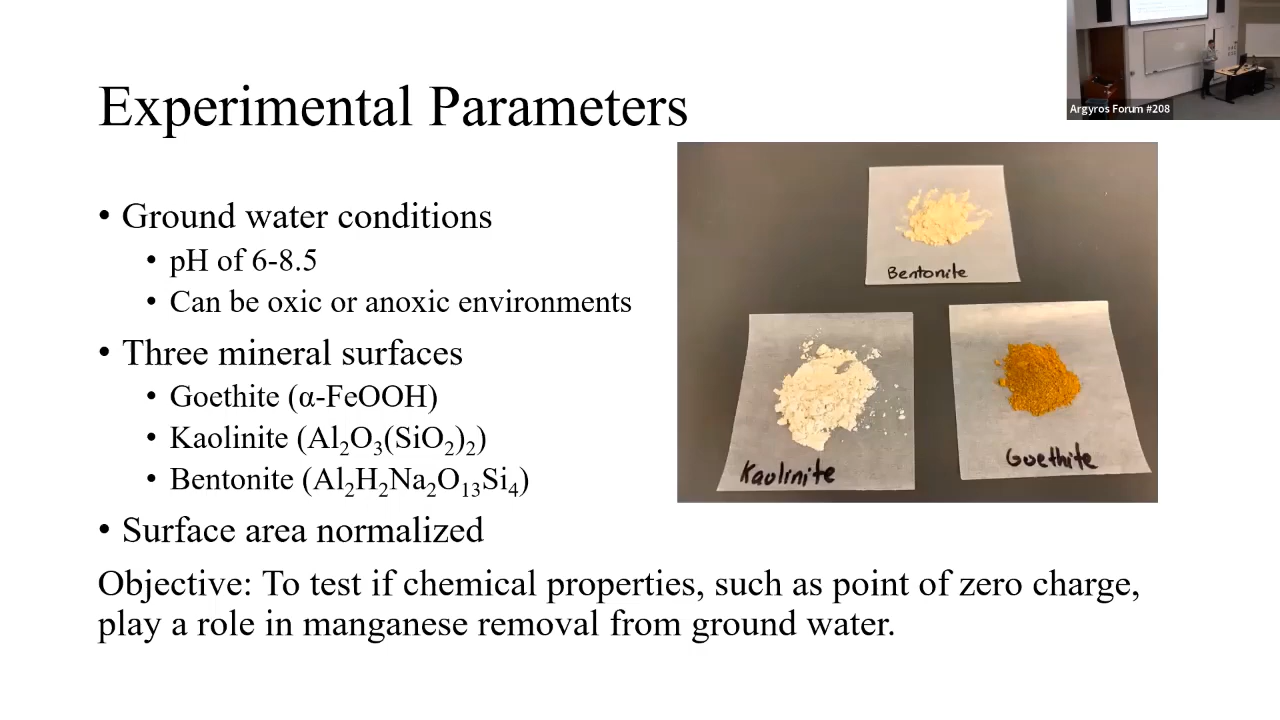 Experimental Parameters
Argyros Forum #208
• Ground water conditions
• pH of 6-8.5
• Can be oxic or anoxic environments
• Three mineral surfaces
• Goethite (α-FeOOH)
• Kaolinite (Al₂O₃(SiO₂)₂)
• Bentonite (Al₂H₂Na₂O₁₃Si₄)
• Surface area normalized
Bentonite
Kaolinite
Goethite
Objective: To test if chemical properties, such as point of zero charge,
play a role in manganese removal from ground water.